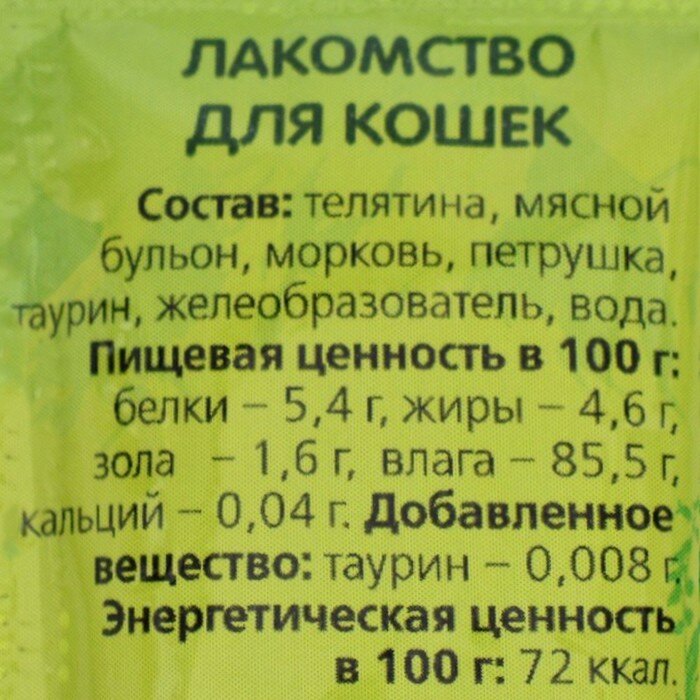 ЛАКОМСТВО
ДЛЯ КОШЕК
Состав: телятина, мясной
бульон, морковь, петрушка,
таурин, желеобразователь, вода.
Пищевая ценность в 100 г:
белки – 5,4 г, жиры – 4,6 г,
зола – 1,6 г, влага – 85,5 г,
кальций – 0,04 г. Добавленное
вещество: таурин – 0,008 г.
Энергетическая ценность
в 100 г: 72 ккал.